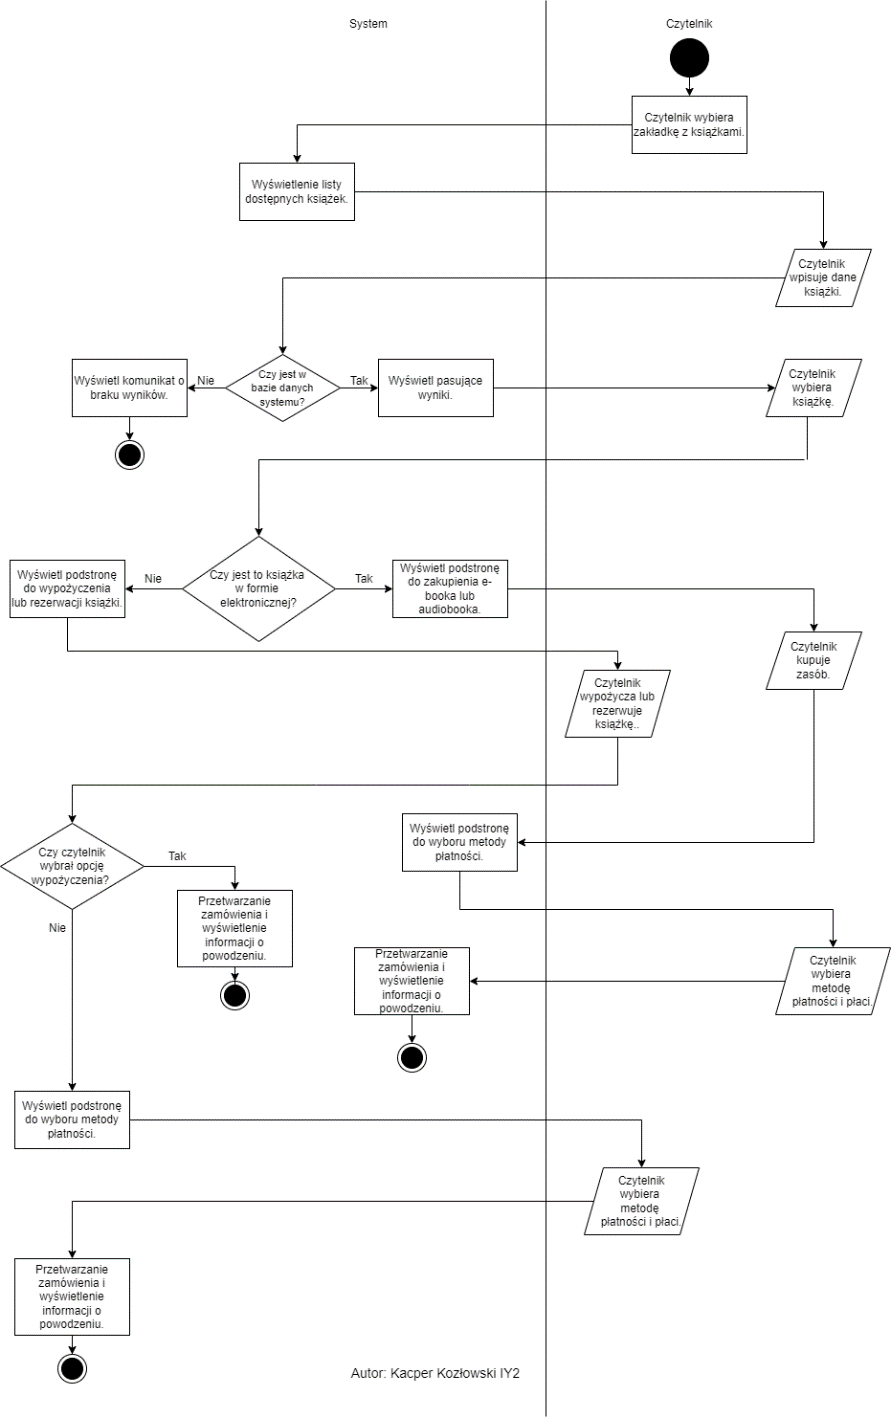 System
Czytelnik
Czytelnik wybiera
zakładkę z książkami.
Wyświetlenie listy
dostępnych książek.
Czytelnik
wpisuje dane
książki.
Wyświetl komunikat o
braku wyników.
Nie
Czy jest w
bazie danych
systemu?
Tak
Wyświetl pasujące
wyniki.
Czytelnik
wybiera
książkę.
Wyświetl podstronę
do wypożyczenia
lub rezerwacji książki.
Nie
Czy jest to książka
w formie
elektronicznej?
Tak
Wyświetl podstronę
do zakupienia e-
booka lub
audiobooka.
Czytelnik
kupuje
zasób.
Czytelnik
wypożycza lub
rezerwuje
książkę..
Czy czytelnik
wybrał opcję
wypożyczenia?
Tak
Wyświetl podstronę
do wyboru metody
płatności.
Przetwarzanie
zamówienia i
wyświetlenie
informacji o
powodzeniu.
Nie
Przetwarzanie
zamówienia i
wyświetlenie
informacji o
powodzeniu.
Czytelnik
wybiera
metodę
płatności i płaci.
Wyświetl podstronę
do wyboru metody
płatności.
Czytelnik
wybiera
metodę
płatności i płaci.
Przetwarzanie
zamówienia i
wyświetlenie
informacji o
powodzeniu.
Autor: Kacper Kozłowski IY2